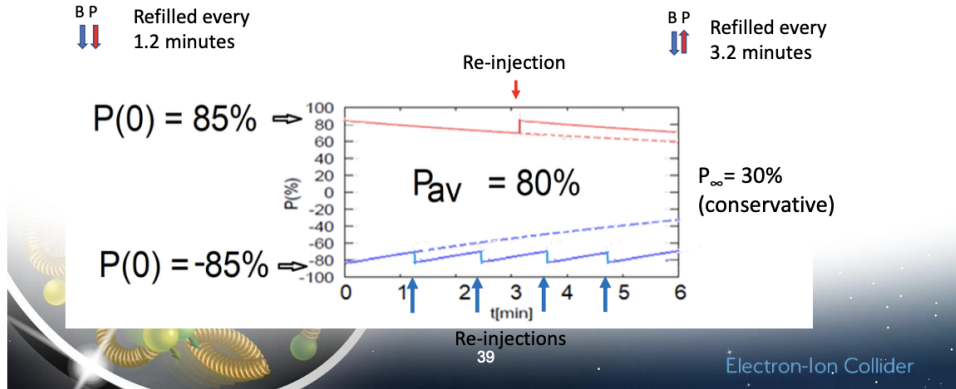 B P
Refilled every
1.2 minutes
B P
Refilled every
3.2 minutes
Re-injection
P(0) = 85%
100
80
60
40
20
0
-20
-40
-60
-80
-100
P(%)
Pav = 80%
P∞= 30%
(conservative)
P(0) =-85%
0 1 2 3 4 5 6
t[min]
Re-injections
39
Electron-Ion Collider